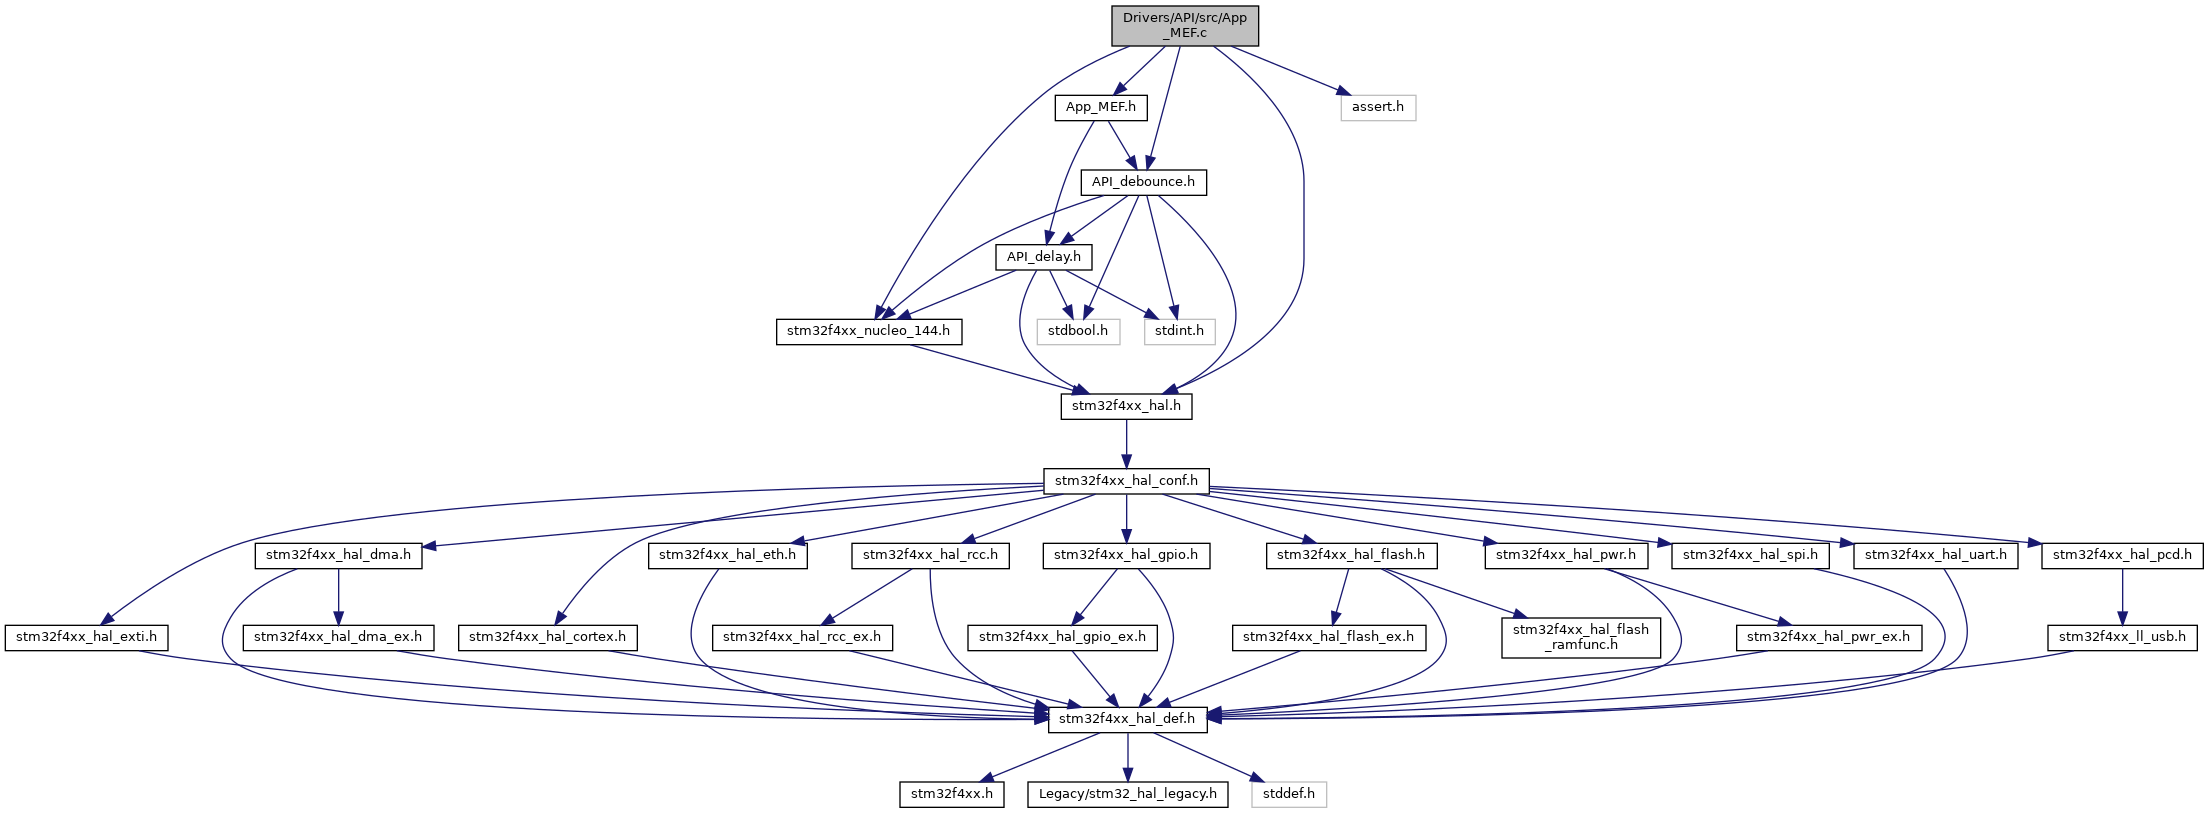 Drivers/API/src/App
_MEF.c
App_MEF.h
assert.h
API_debounce.h
API_delay.h
stm32f4xx_nucleo_144.h
stdbool.h
stdint.h
stm32f4xx_hal.h
stm32f4xx_hal_conf.h
stm32f4xx_hal_dma.h
stm32f4xx_hal_eth.h
stm32f4xx_hal_rcc.h
stm32f4xx_hal_gpio.h
stm32f4xx_hal_flash.h
stm32f4xx_hal_pwr.h
stm32f4xx_hal_spi.h
stm32f4xx_hal_uart.h
stm32f4xx_hal_pcd.h
stm32f4xx_hal_exti.h
stm32f4xx_hal_dma_ex.h
stm32f4xx_hal_cortex.h
stm32f4xx_hal_rcc_ex.h
stm32f4xx_hal_gpio_ex.h
stm32f4xx_hal_flash_ex.h
stm32f4xx_hal_flash
_ramfunc.h
stm32f4xx_hal_pwr_ex.h
stm32f4xx_ll_usb.h
stm32f4xx_hal_def.h
stm32f4xx.h
Legacy/stm32_hal_legacy.h
stddef.h